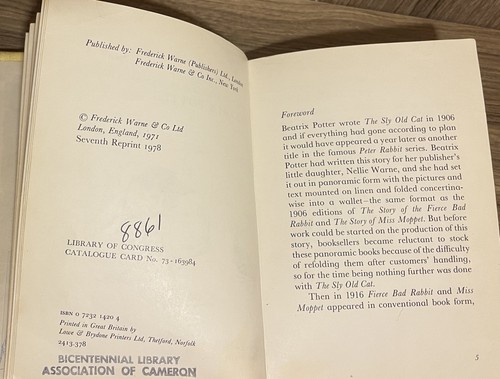 Published by: Frederick Warne (Publishers) Ltd., London
Frederick Warne & Co Inc., New York
© Frederick Warne & Co Ltd
London, England, 1971
Seventh Reprint 1978
8861
LIBRARY OF CONGRESS
CATALOGUE CARD No. 73-163984
ISBN 0 7232 1420 4
Printed in Great Britain by
Lowe & Brydone Printers Ltd, Thetford, Norfolk
2413.378
BICENTENNIAL LIBRARY
ASSOCIATION OF CAMERON
Foreword
Beatrix Potter wrote The Sly Old Cat in 1906
and if everything had gone according to plan
it would have appeared a year later as another
title in the famous Peter Rabbit series. Beatrix
Potter had written this story for her publisher's
little daughter, Nellie Warne, and she had set
it out in panoramic form with the pictures and
text mounted on linen and folded concertina-
wise into a wallet—the same format as the
1906 editions of The Story of the Fierce Bad
Rabbit and The Story of Miss Moppet. But before
work could be started on the production of this
story, booksellers became reluctant to stock
these panoramic books because of the difficulty
of refolding them after customers' handling,
so for the time being nothing further was done
with The Sly Old Cat.
Then in 1916 Fierce Bad Rabbit and Miss
Moppet appeared in conventional book form,
5